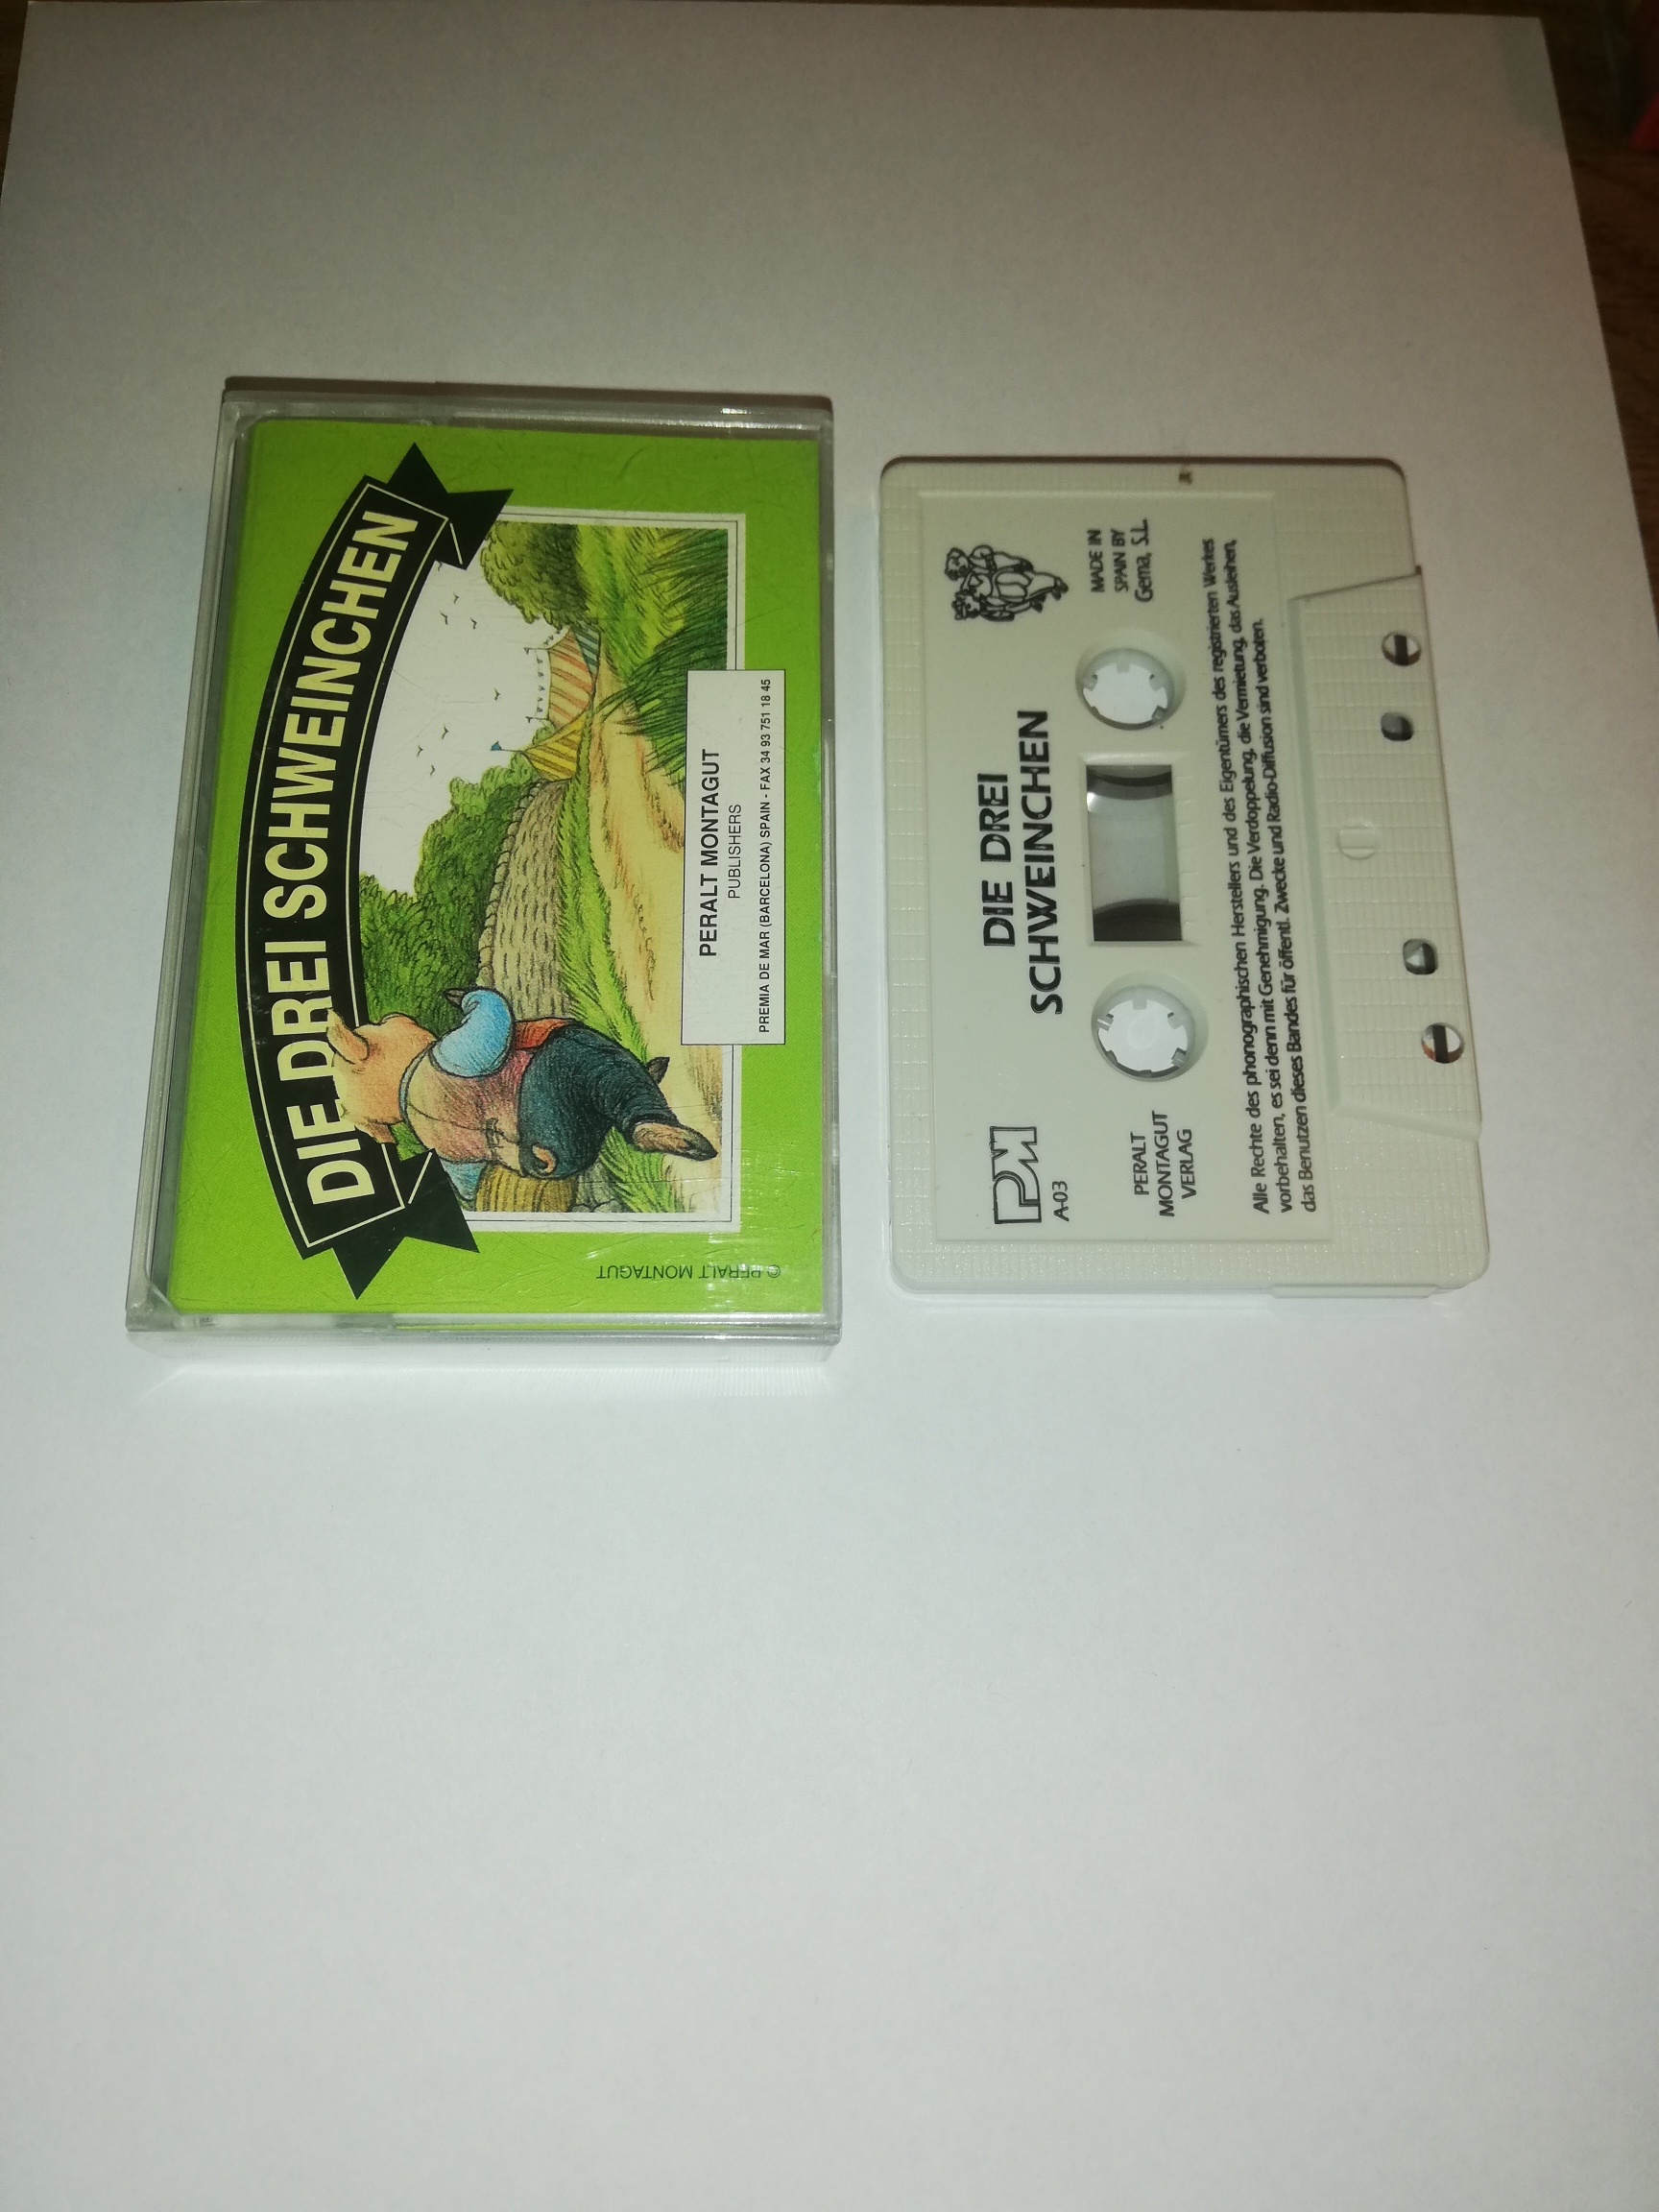 DIE DREI SCHWEINCHEN
PERALT MONTAGUT
PUBLISHERS
PREMIA DE MAR (BARCELONA) SPAIN - FAX 34 93 751 18 45
© PERALT MONTAGUT
PM
A-03
DIE DREI
SCHWEINCHEN
PERALT
MONTAGUT
VERLAG
MADE IN
SPAIN BY
Gema, S.L.
Alle Rechte des phonographischen Herstellers und des Eigentümers des registrierten Werkes
vorbehalten, es sei denn mit Genehmigung. Die Verdoppelung, die Vermietung, das Ausleihen,
das Benutzen dieses Bandes für öffentl. Zwecke und Radio-Diffusion sind verboten.